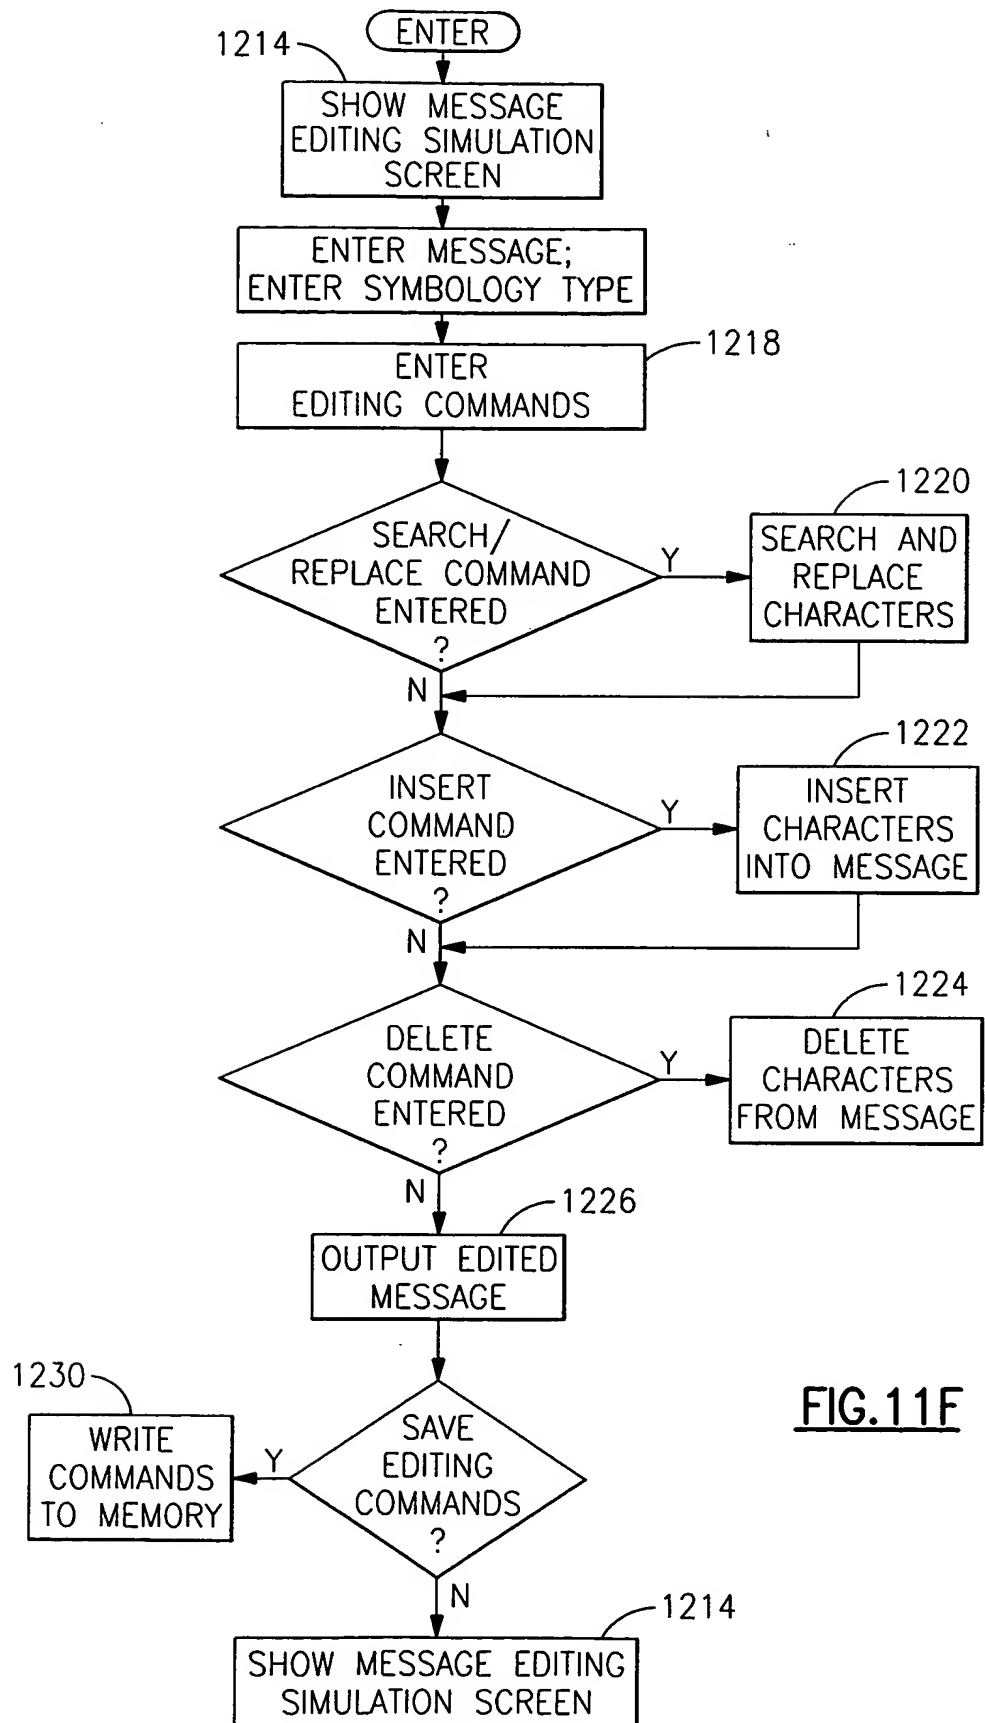 ENTER
1214
SHOW MESSAGE
EDITING SIMULATION
SCREEN
ENTER MESSAGE;
ENTER SYMBOLOGY TYPE
1218
ENTER
EDITING COMMANDS
SEARCH/
REPLACE COMMAND
ENTERED
?
Y
N
1220
SEARCH AND
REPLACE
CHARACTERS
INSERT
COMMAND
ENTERED
?
Y
N
1222
INSERT
CHARACTERS
INTO MESSAGE
DELETE
COMMAND
ENTERED
?
Y
N
1224
DELETE
CHARACTERS
FROM MESSAGE
1226
OUTPUT EDITED
MESSAGE
SAVE
EDITING
COMMANDS
?
Y
N
1230
WRITE
COMMANDS
TO MEMORY
FIG.11F
1214
SHOW MESSAGE EDITING
SIMULATION SCREEN